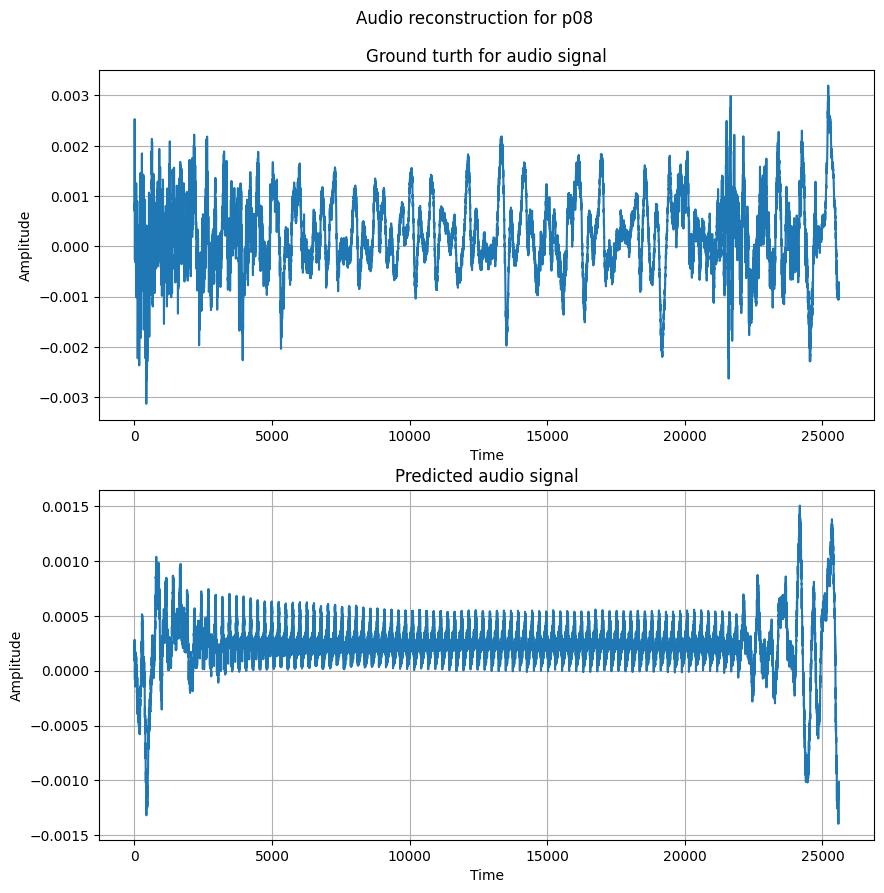 Audio reconstruction for p08
Ground turth for audio signal
0.003
0.002
0.001
0.000
−0.001
−0.002
−0.003
Amplitude
0 5000 10000 15000 20000 25000
Time
Predicted audio signal
0.0015
0.0010
0.0005
0.0000
−0.0005
−0.0010
−0.0015
Amplitude
0 5000 10000 15000 20000 25000
Time